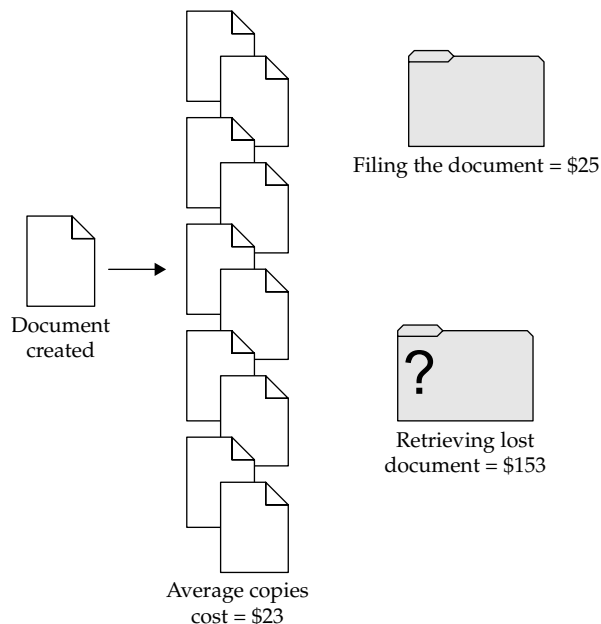 Document
created
Average copies
cost = $23
Filing the document = $25
?
Retrieving lost
document = $153